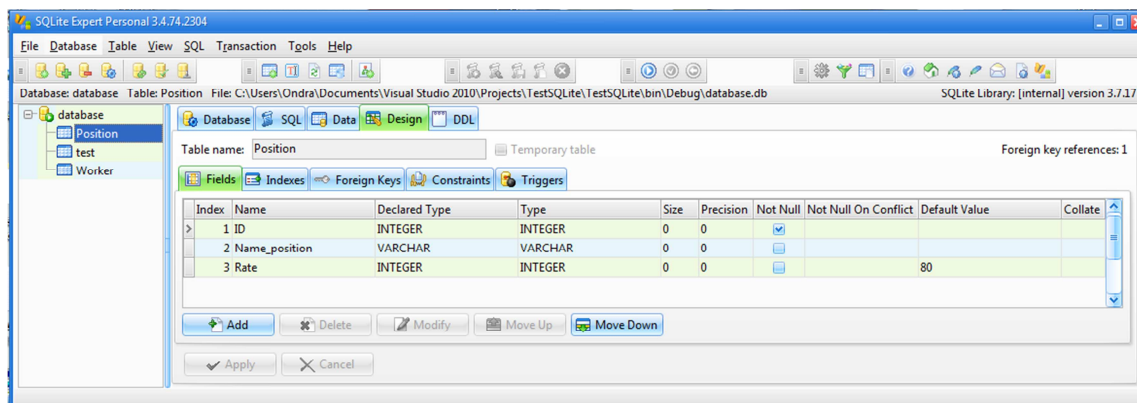 SQLite Expert Personal 3.4.74.2304
File Database Table View SQL Transaction Tools Help
Database: database Table: Position File: C:\Users\Ondra\Documents\Visual Studio 2010\Projects\TestSQLite\TestSQLite\bin\Debug\database.db SQLite Library: [internal] version 3.7.17
database
Position
test
Worker
Database SQL Data Design DDL
Table name: Position Temporary table Foreign key references: 1
Fields Indexes Foreign Keys Constraints Triggers
Index Name Declared Type Type Size Precision Not Null Not Null On Conflict Default Value Collate
1 ID INTEGER INTEGER 0 0
2 Name_position VARCHAR VARCHAR 0 0
3 Rate INTEGER INTEGER 0 0 80
Add Delete Modify Move Up Move Down
Apply Cancel